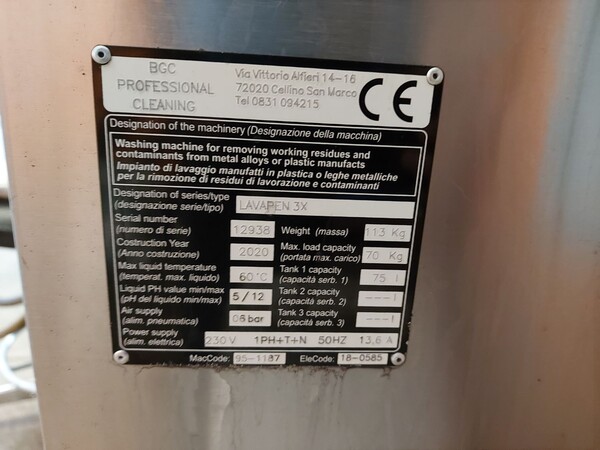 BGC
PROFESSIONAL
CLEANING
Via Vittorio Alfieri 14-16
72020 Cellino San Marco
Tel 0831 094215
CE
Designation of the machinery (Designazione della macchina)
Washing machine for removing working residues and
contaminants from metal alloys or plastic manufacts
Impianto di lavaggio manufatti in plastica o leghe metalliche
per la rimozione di residui di lavorazione e contaminanti
Designation of series/type
(designazione serie/tipo)
LAVAPEN 3X
Serial number
(numero di serie)
12938
Weight (massa)
113 Kg
Costruction Year
(Anno costruzione)
2020
Max. load capacity
(portata max. carico)
70 Kg
Max liquid temperature
(temperat. max. liquido)
60°C
Tank 1 capacity
(capacità serb. 1)
75 l
Liquid PH value min/max
(pH del liquido min/max)
5 / 12
Tank 2 capacity
(capacità serb. 2)
---l
Air supply
(alim. pneumatica)
06 bar
Tank 3 capacity
(capacità serb. 3)
---l
Power supply
(alim. elettrica)
230 V 1PH+T+N 50HZ 13,6 A
MacCode: 95-1187 EleCode: 18-0585